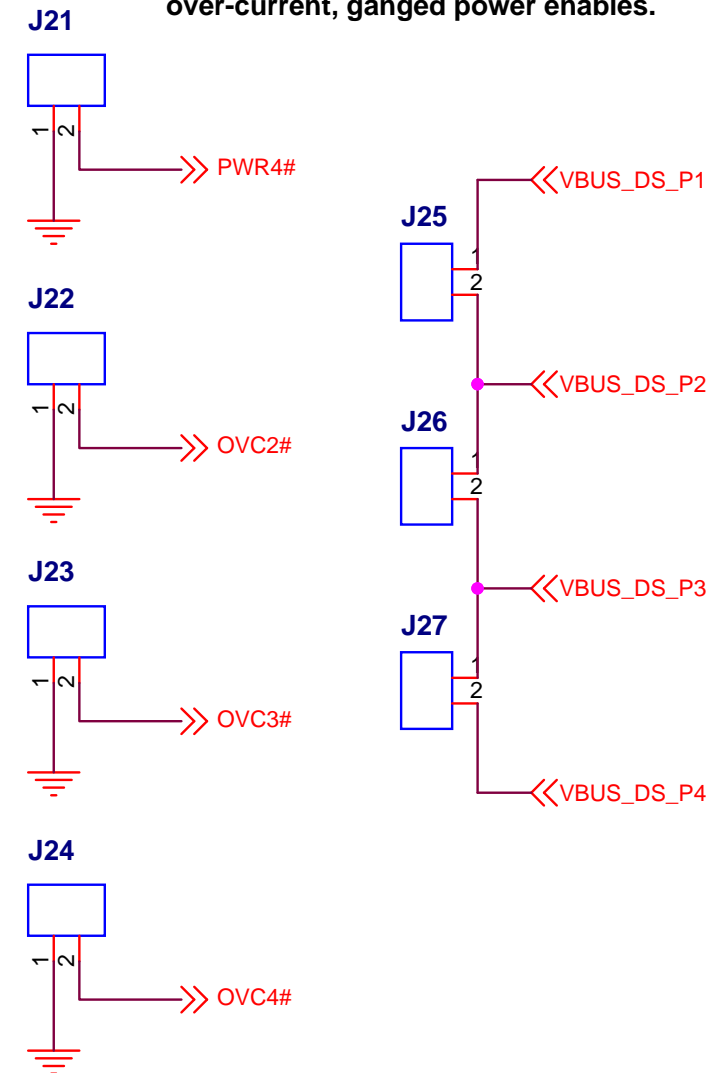 over-current, ganged power enables.
J21
1
2
PWR4#
J22
1
2
OVC2#
J23
1
2
OVC3#
J24
1
2
OVC4#
VBUS_DS_P1
J25
1
2
VBUS_DS_P2
J26
1
2
VBUS_DS_P3
J27
1
2
VBUS_DS_P4